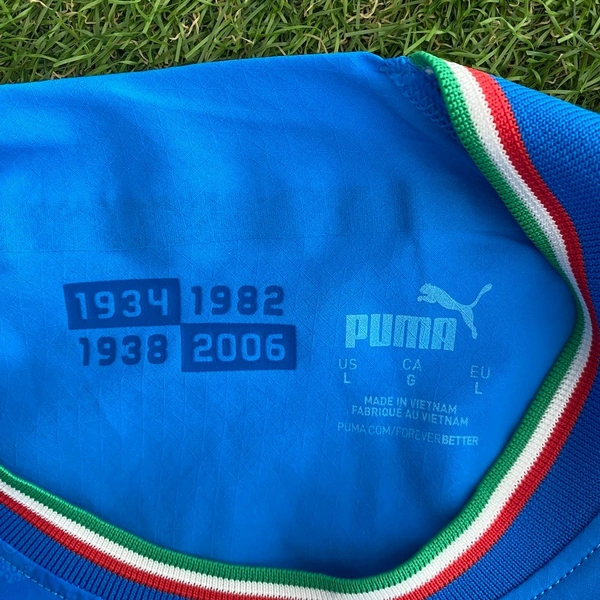 1934 1982
1938 2006
PUMA
US CA EU
L G L
MADE IN VIETNAM
FABRIQUÉ AU VIETNAM
PUMA.COM/FOREVERBETTER